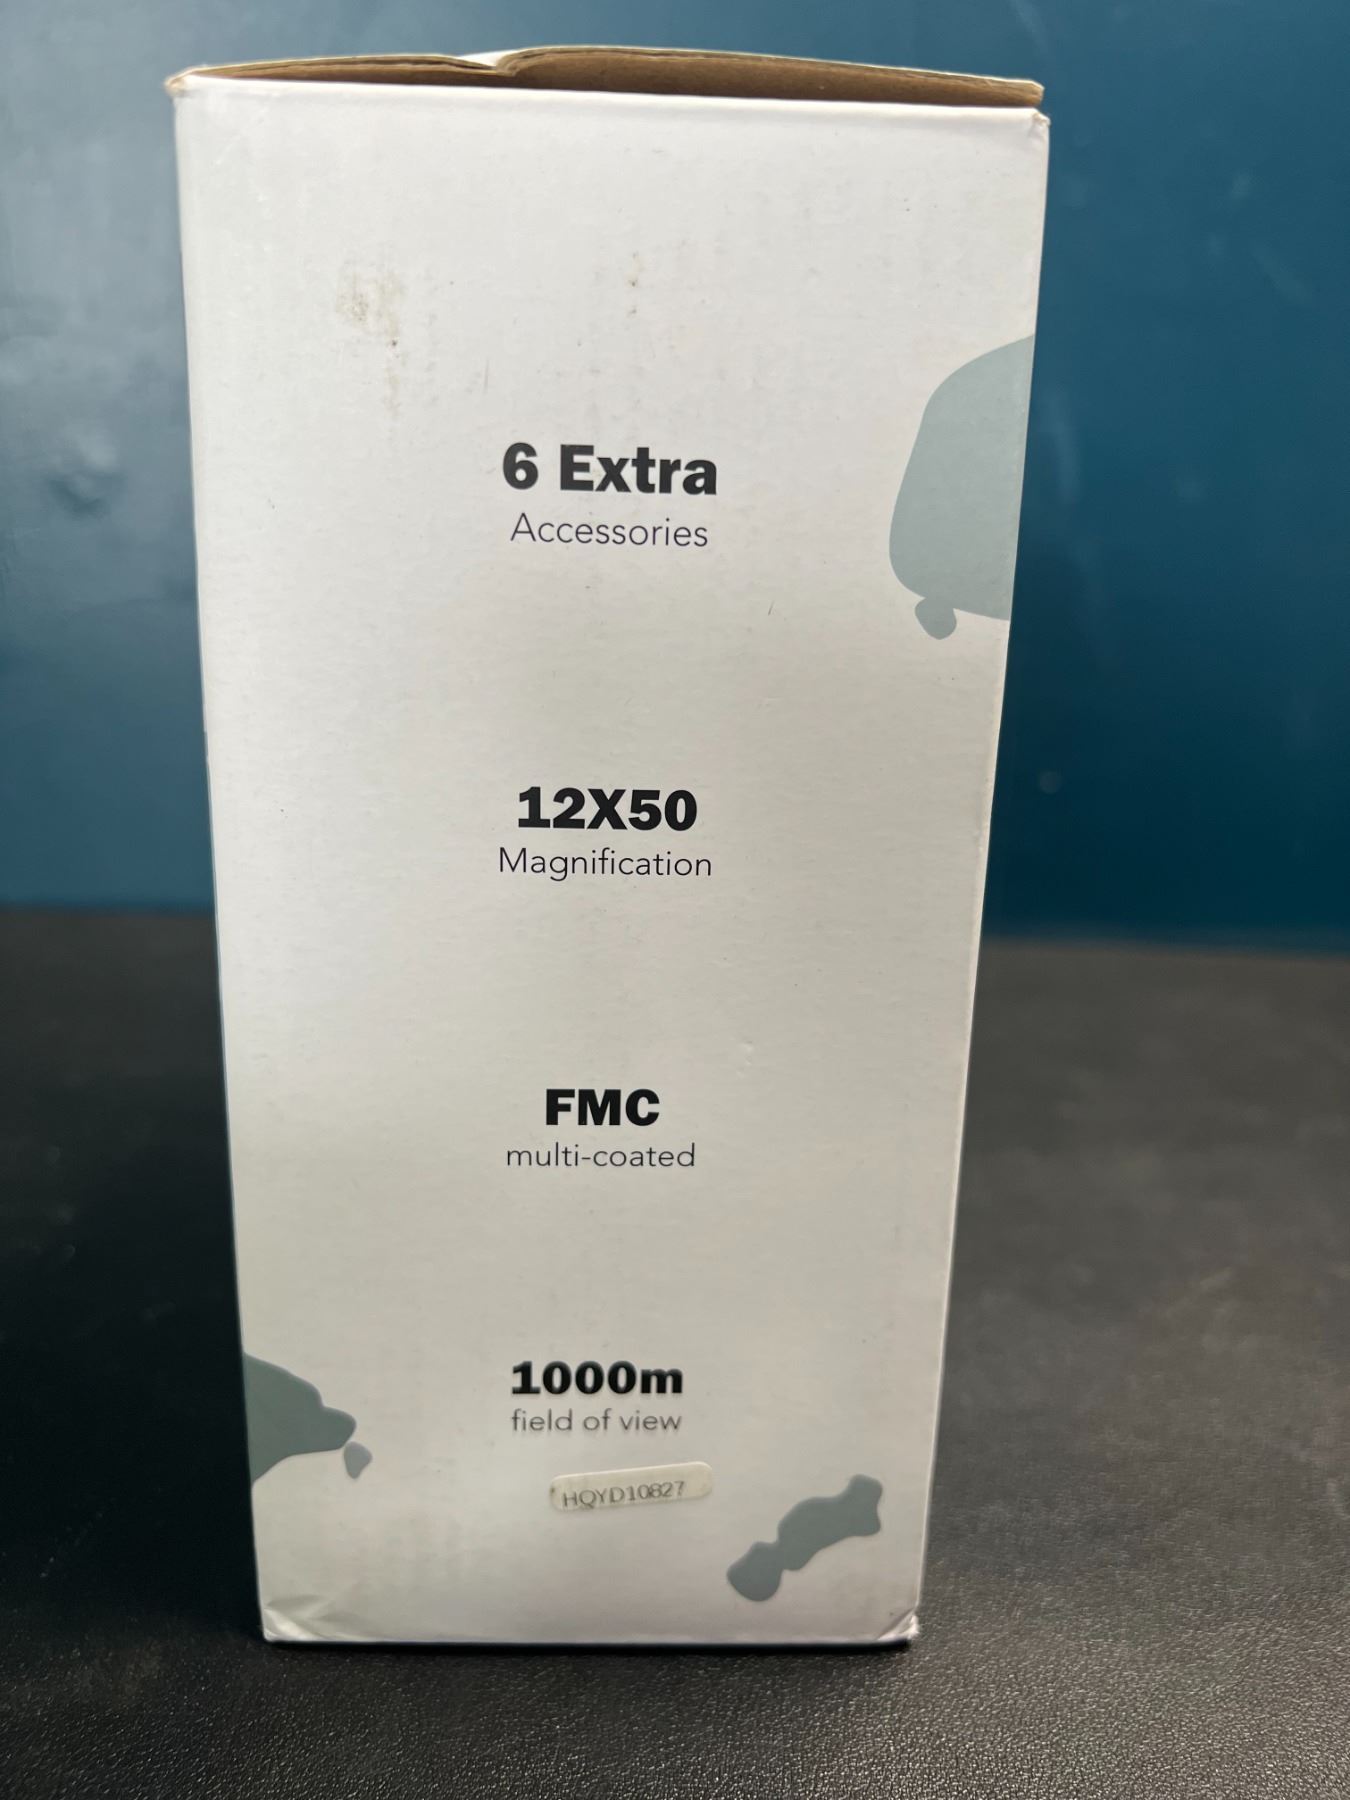 6 Extra
Accessories
12X50
Magnification
FMC
multi-coated
1000m
field of view
HQYD10827